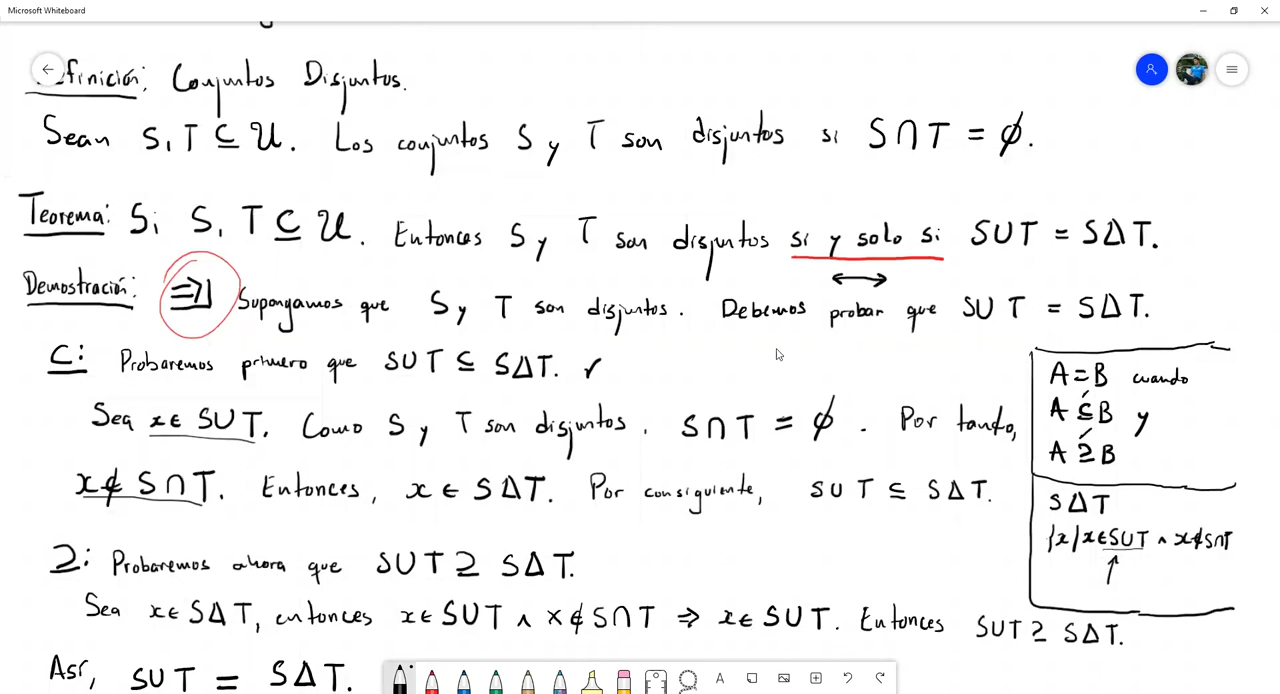 Microsoft Whiteboard
Definición: Conjuntos Disjuntos.
Sean S, T ⊆ U. Los conjuntos S y T son disjuntos si S∩T = ∅.
Teorema: Si S, T ⊆ U. Entonces S y T son disjuntos si y solo si S∪T = S∆T.
Demostración: ⇒] Supongamos que S y T son disjuntos. Debemos probar que S∪T = S∆T.
⊆: Probaremos primero que S∪T ⊆ S∆T. ✓
Sea x∈ S∪T. Como S y T son disjuntos, S∩T = ∅. Por tanto,
x∉ S∩T. Entonces, x ∈ S∆T. Por consiguiente, S∪T ⊆ S∆T.
⊇: Probaremos ahora que S∪T ⊇ S∆T.
Sea x∈ S∆T, entonces x∈ S∪T ∧ x∉ S∩T ⇒ x∈ S∪T. Entonces S∪T ⊇ S∆T.
Así, S∪T = S∆T.
A=B cuando
A ⊆ B y
A ⊇ B
S∆T
{x/x∈S∪T ∧ x∉S∩T